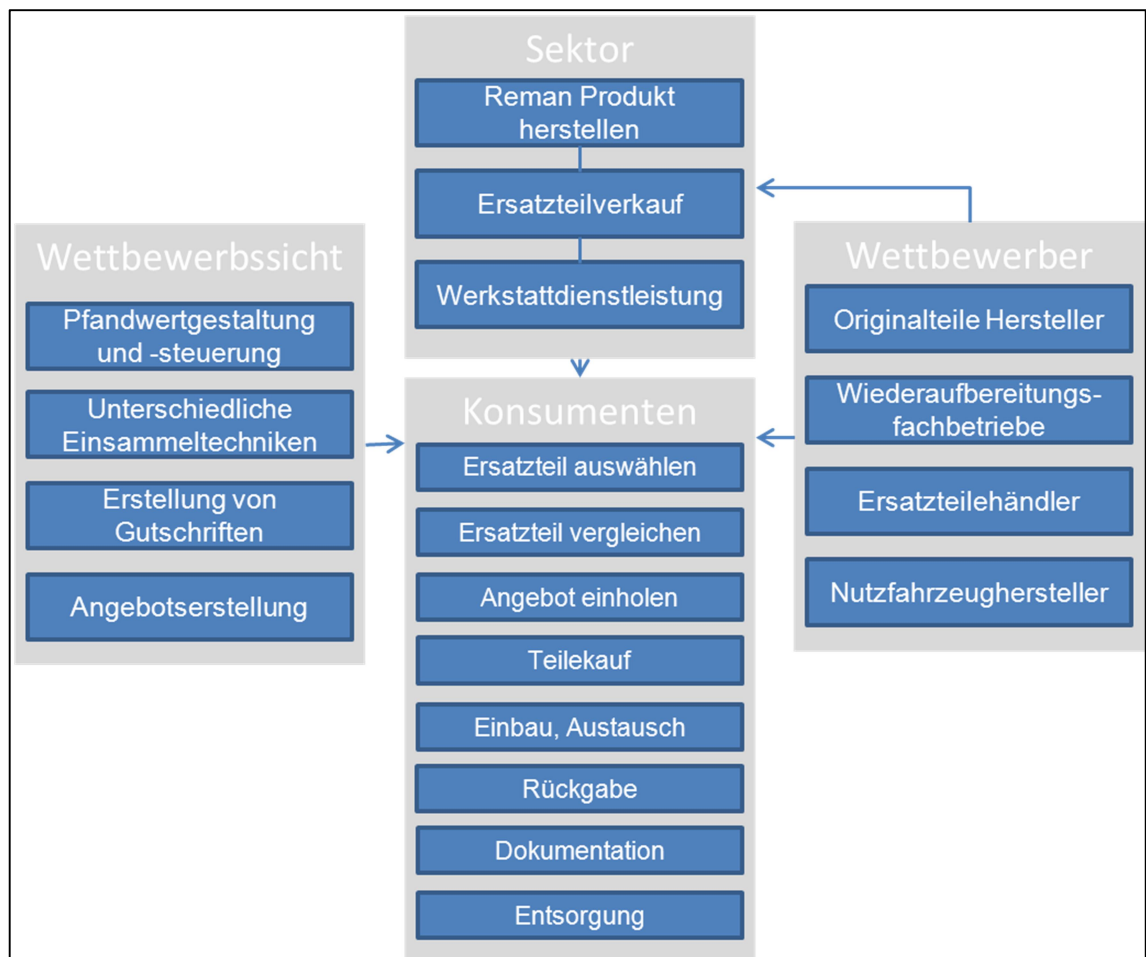 Sektor
Reman Produkt
herstellen
Ersatzteilverkauf
Werkstattdienstleistung
Wettbewerbssicht
Pfandwertgestaltung
und -steuerung
Unterschiedliche
Einsammeltechniken
Erstellung von
Gutschriften
Angebotserstellung
Konsumenten
Ersatzteil auswählen
Ersatzteil vergleichen
Angebot einholen
Teilekauf
Einbau, Austausch
Rückgabe
Dokumentation
Entsorgung
Wettbewerber
Originalteile Hersteller
Wiederaufbereitungs-
fachbetriebe
Ersatzteilehändler
Nutzfahrzeughersteller